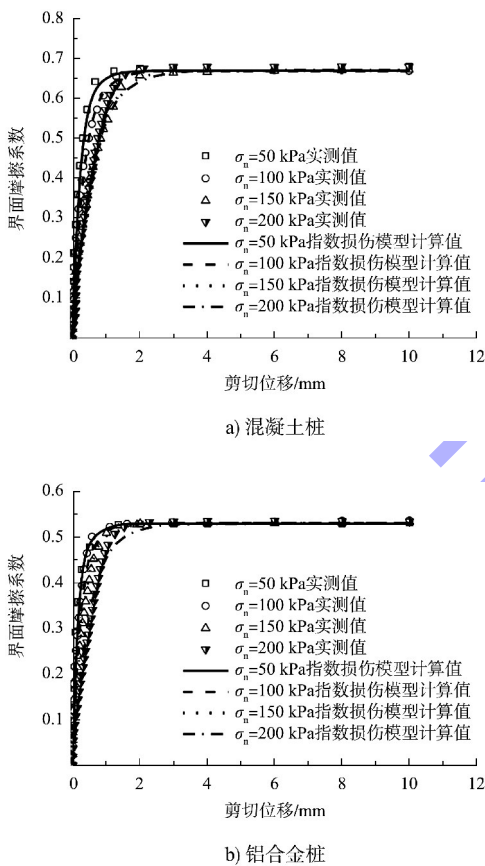 0.8
0.7
0.6
0.5
0.4
0.3
0.2
0.1
界面摩擦系数
σn=50 kPa实测值
σn=100 kPa实测值
σn=150 kPa实测值
σn=200 kPa实测值
σn=50 kPa指数损伤模型计算值
σn=100 kPa指数损伤模型计算值
σn=150 kPa指数损伤模型计算值
σn=200 kPa指数损伤模型计算值
0 2 4 6 8 10 12
剪切位移/mm
a) 混凝土桩
0.6
0.5
0.4
0.3
0.2
0.1
界面摩擦系数
σn=50 kPa实测值
σn=100 kPa实测值
σn=150 kPa实测值
σn=200 kPa实测值
σn=50 kPa指数损伤模型计算值
σn=100 kPa指数损伤模型计算值
σn=150 kPa指数损伤模型计算值
σn=200 kPa指数损伤模型计算值
0 2 4 6 8 10 12
剪切位移/mm
b) 铝合金桩